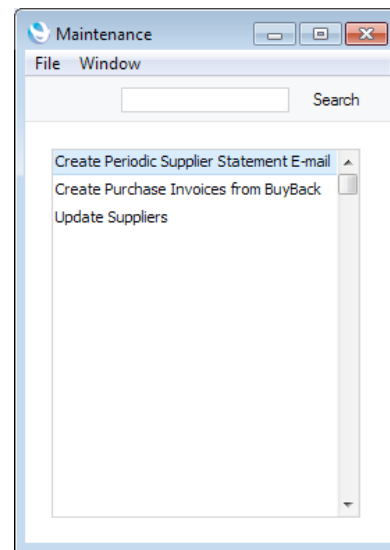 Maintenance
File Window
Search
Create Periodic Supplier Statement E-mail
Create Purchase Invoices from BuyBack
Update Suppliers